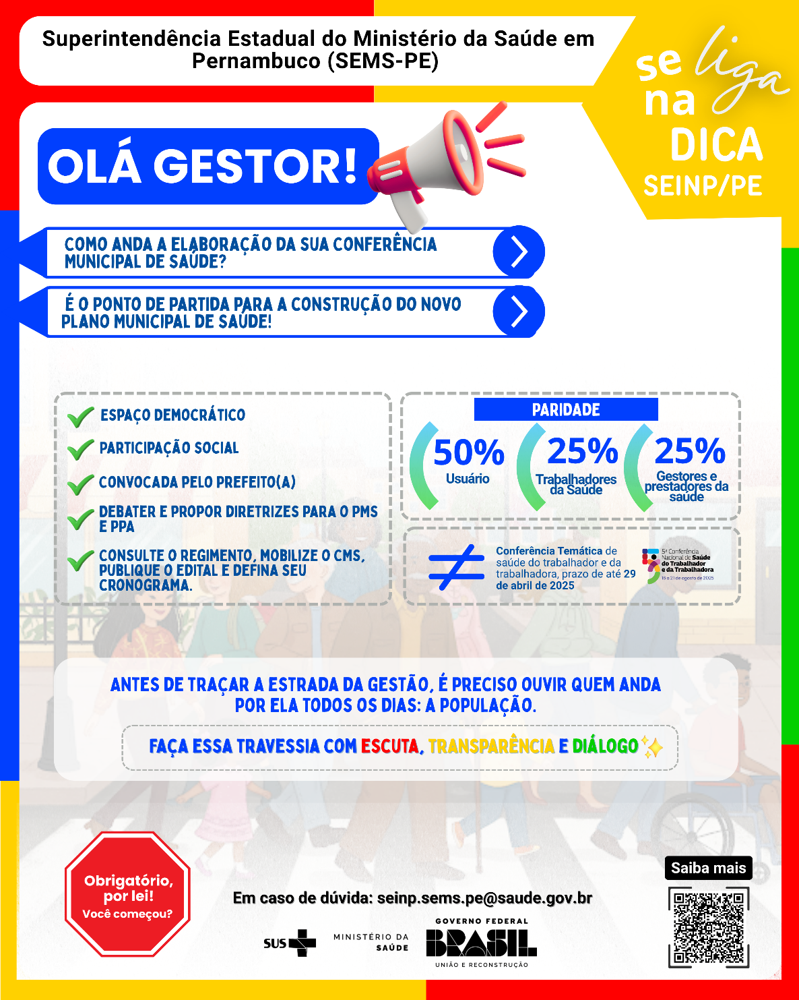 Superintendência Estadual do Ministério da Saúde em
Pernambuco (SEMS-PE)
se liga
na
DICA
SEINP/PE
OLÁ GESTOR!
COMO ANDA A ELABORAÇÃO DA SUA CONFERÊNCIA
MUNICIPAL DE SAÚDE?
É O PONTO DE PARTIDA PARA A CONSTRUÇÃO DO NOVO
PLANO MUNICIPAL DE SAÚDE!
ESPAÇO DEMOCRÁTICO
PARTICIPAÇÃO SOCIAL
CONVOCADA PELO PREFEITO(A)
DEBATER E PROPOR DIRETRIZES PARA O PMS
E PPA
CONSULTE O REGIMENTO, MOBILIZE O CMS,
PUBLIQUE O EDITAL E DEFINA SEU
CRONOGRAMA.
PARIDADE
50%
Usuário
25%
Trabalhadores
da Saúde
25%
Gestores e
prestadores da
saúde
≠
Conferência Temática de
saúde do trabalhador e da
trabalhadora, prazo de até 29
de abril de 2025
5ª Conferência
Nacional de Saúde
do Trabalhador
e da Trabalhadora
18 a 21 de agosto de 2025
ANTES DE TRAÇAR A ESTRADA DA GESTÃO, É PRECISO OUVIR QUEM ANDA
POR ELA TODOS OS DIAS: A POPULAÇÃO.
FAÇA ESSA TRAVESSIA COM ESCUTA, TRANSPARÊNCIA E DIÁLOGO
Obrigatório,
por lei!
Você começou?
Em caso de dúvida: seinp.sems.pe@saude.gov.br
SUS
MINISTÉRIO DA
SAÚDE
GOVERNO FEDERAL
BRASIL
UNIÃO E RECONSTRUÇÃO
Saiba mais